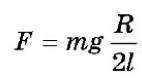 F = mg R/2l